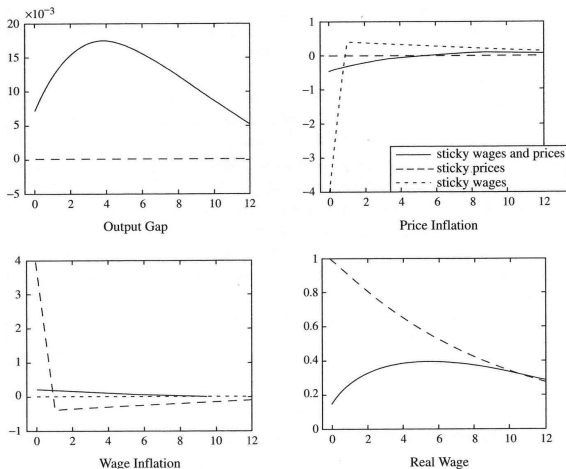 ×10⁻³
20
15
10
5
0
−5
0 2 4 6 8 10 12
Output Gap
1
0
−1
−2
−3
−4
0 2 4 6 8 10 12
Price Inflation
sticky wages and prices
sticky prices
sticky wages
4
3
2
1
0
−1
0 2 4 6 8 10 12
Wage Inflation
1
0.8
0.6
0.4
0.2
0
0 2 4 6 8 10 12
Real Wage